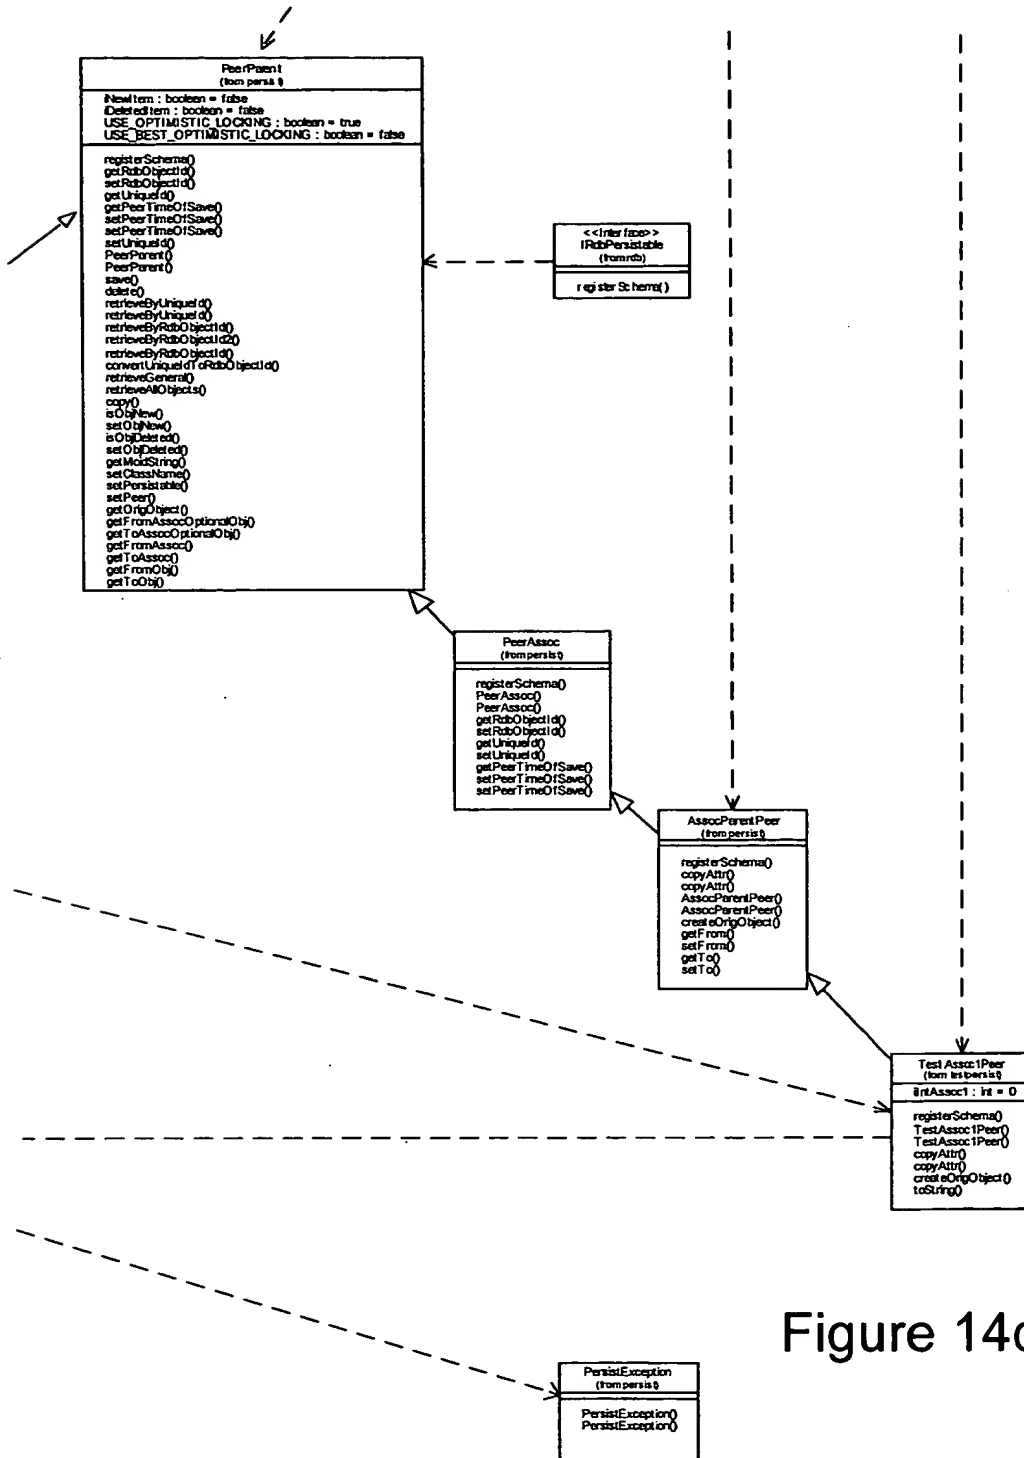 PeerParent
(from persist)
iNewItem : boolean = false
iDeletedItem : boolean = false
USE_OPTIMISTIC_LOCKING : boolean = true
USE_BEST_OPTIMISTIC_LOCKING : boolean = false
registerSchema()
getRdbObjectId()
setRdbObjectId()
getUniqueId()
getPeerTimeOfSave()
setPeerTimeOfSave()
setPeerTimeOfSave()
setUniqueId()
PeerParent()
PeerParent()
save()
delete()
retrieveByUniqueId()
retrieveByUniqueId()
retrieveByRdbObjectId()
retrieveByRdbObjectId2()
retrieveByRdbObjectId()
convertUniqueIdToRdbObjectId()
retrieveGeneral()
retrieveAllObjects()
copy()
isObjNew()
setObjNew()
isObjDeleted()
setObjDeleted()
getMoidString()
setClassName()
setPersistable()
setPeer()
getOrigObject()
getFromAssocOptionalObj()
getToAssocOptionalObj()
getFromAssoc()
getToAssoc()
getFromObj()
getToObj()
<<Interface>>
IRdbPersistable
(from rdb)
registerSchema()
PeerAssoc
(from persist)
registerSchema()
PeerAssoc()
PeerAssoc()
getRdbObjectId()
setRdbObjectId()
getUniqueId()
setUniqueId()
getPeerTimeOfSave()
setPeerTimeOfSave()
setPeerTimeOfSave()
AssocParentPeer
(from persist)
registerSchema()
copyAttr()
copyAttr()
AssocParentPeer()
AssocParentPeer()
createOrigObject()
getFrom()
setFrom()
getTo()
setTo()
TestAssoc1Peer
(from testpersist)
iIntAssoc1 : int = 0
registerSchema()
TestAssoc1Peer()
TestAssoc1Peer()
copyAttr()
copyAttr()
createOrigObject()
toString()
Figure 14c
PersistException
(from persist)
PersistException()
PersistException()